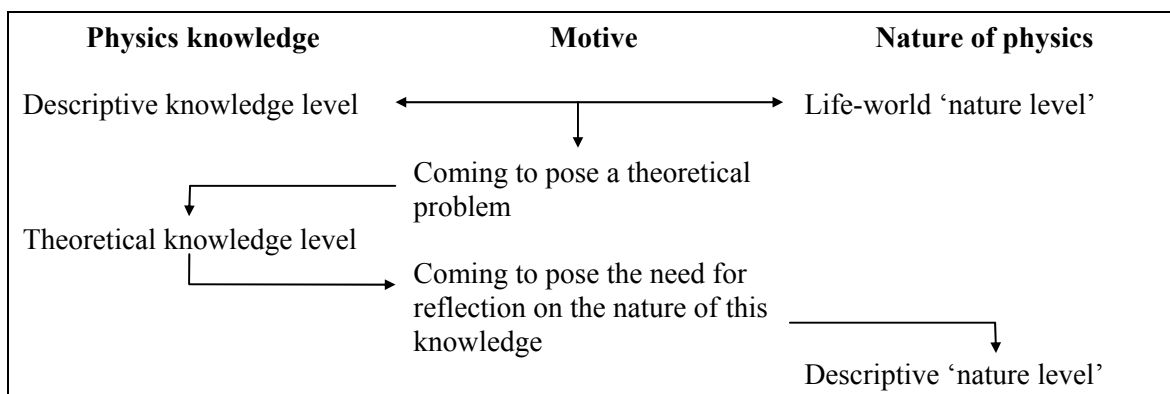 Physics knowledge Motive Nature of physics
Descriptive knowledge level Life-world ‘nature level’
Coming to pose a theoretical
problem
Theoretical knowledge level
Coming to pose the need for
reflection on the nature of this
knowledge
Descriptive ‘nature level’